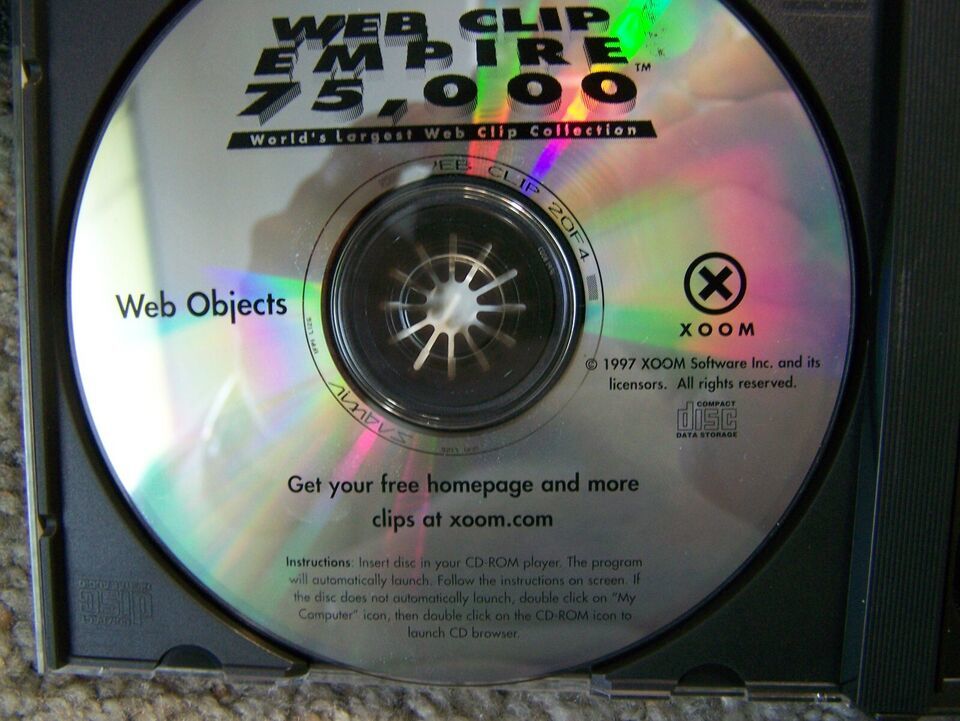 WEB CLIP
EMPIRE
75,000™
World's Largest Web Clip Collection
WEB CLIP 2OF4
Web Objects
XOOM
© 1997 XOOM Software Inc. and its
licensors. All rights reserved.
COMPACT
disc
DATA STORAGE
Get your free homepage and more
clips at xoom.com
Instructions: Insert disc in your CD-ROM player. The program
will automatically launch. Follow the instructions on screen. If
the disc does not automatically launch, double click on "My
Computer" icon, then double click on the CD-ROM icon to
launch CD browser.